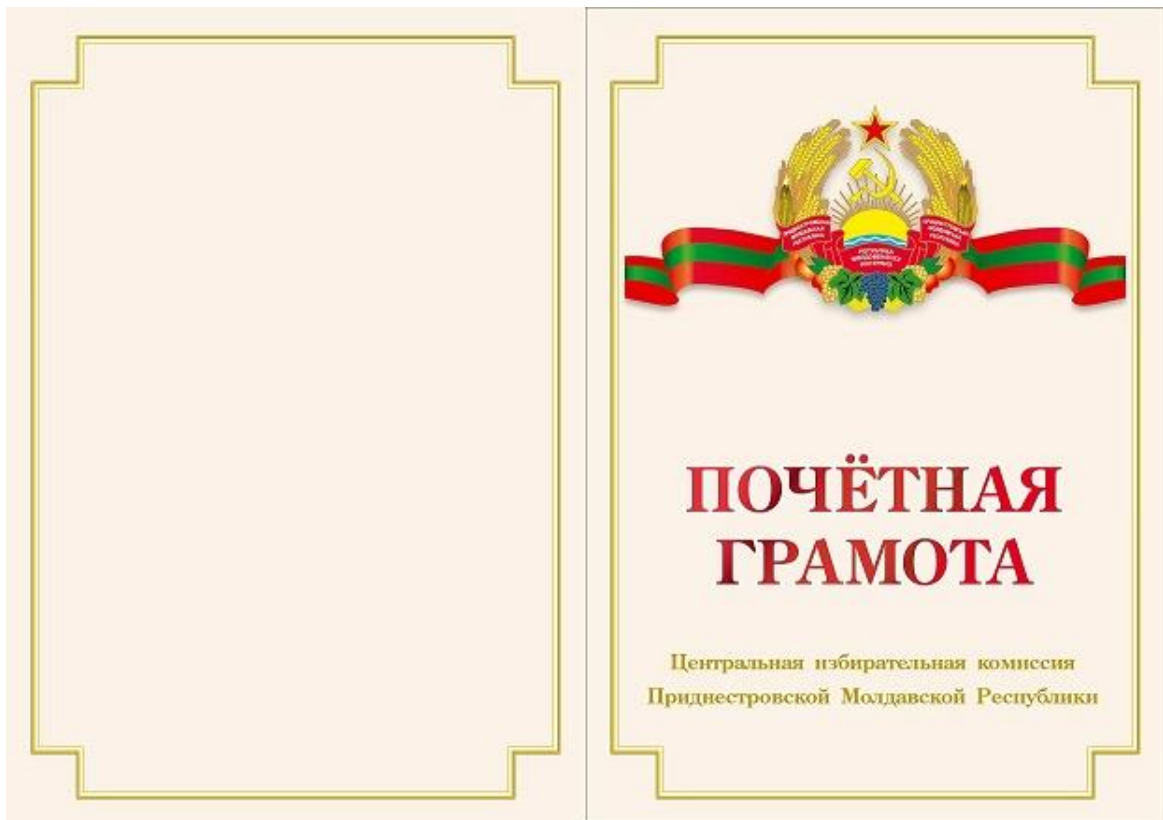 ПОЧЁТНАЯ
ГРАМОТА
Центральная избирательная комиссия
Приднестровской Молдавской Республики